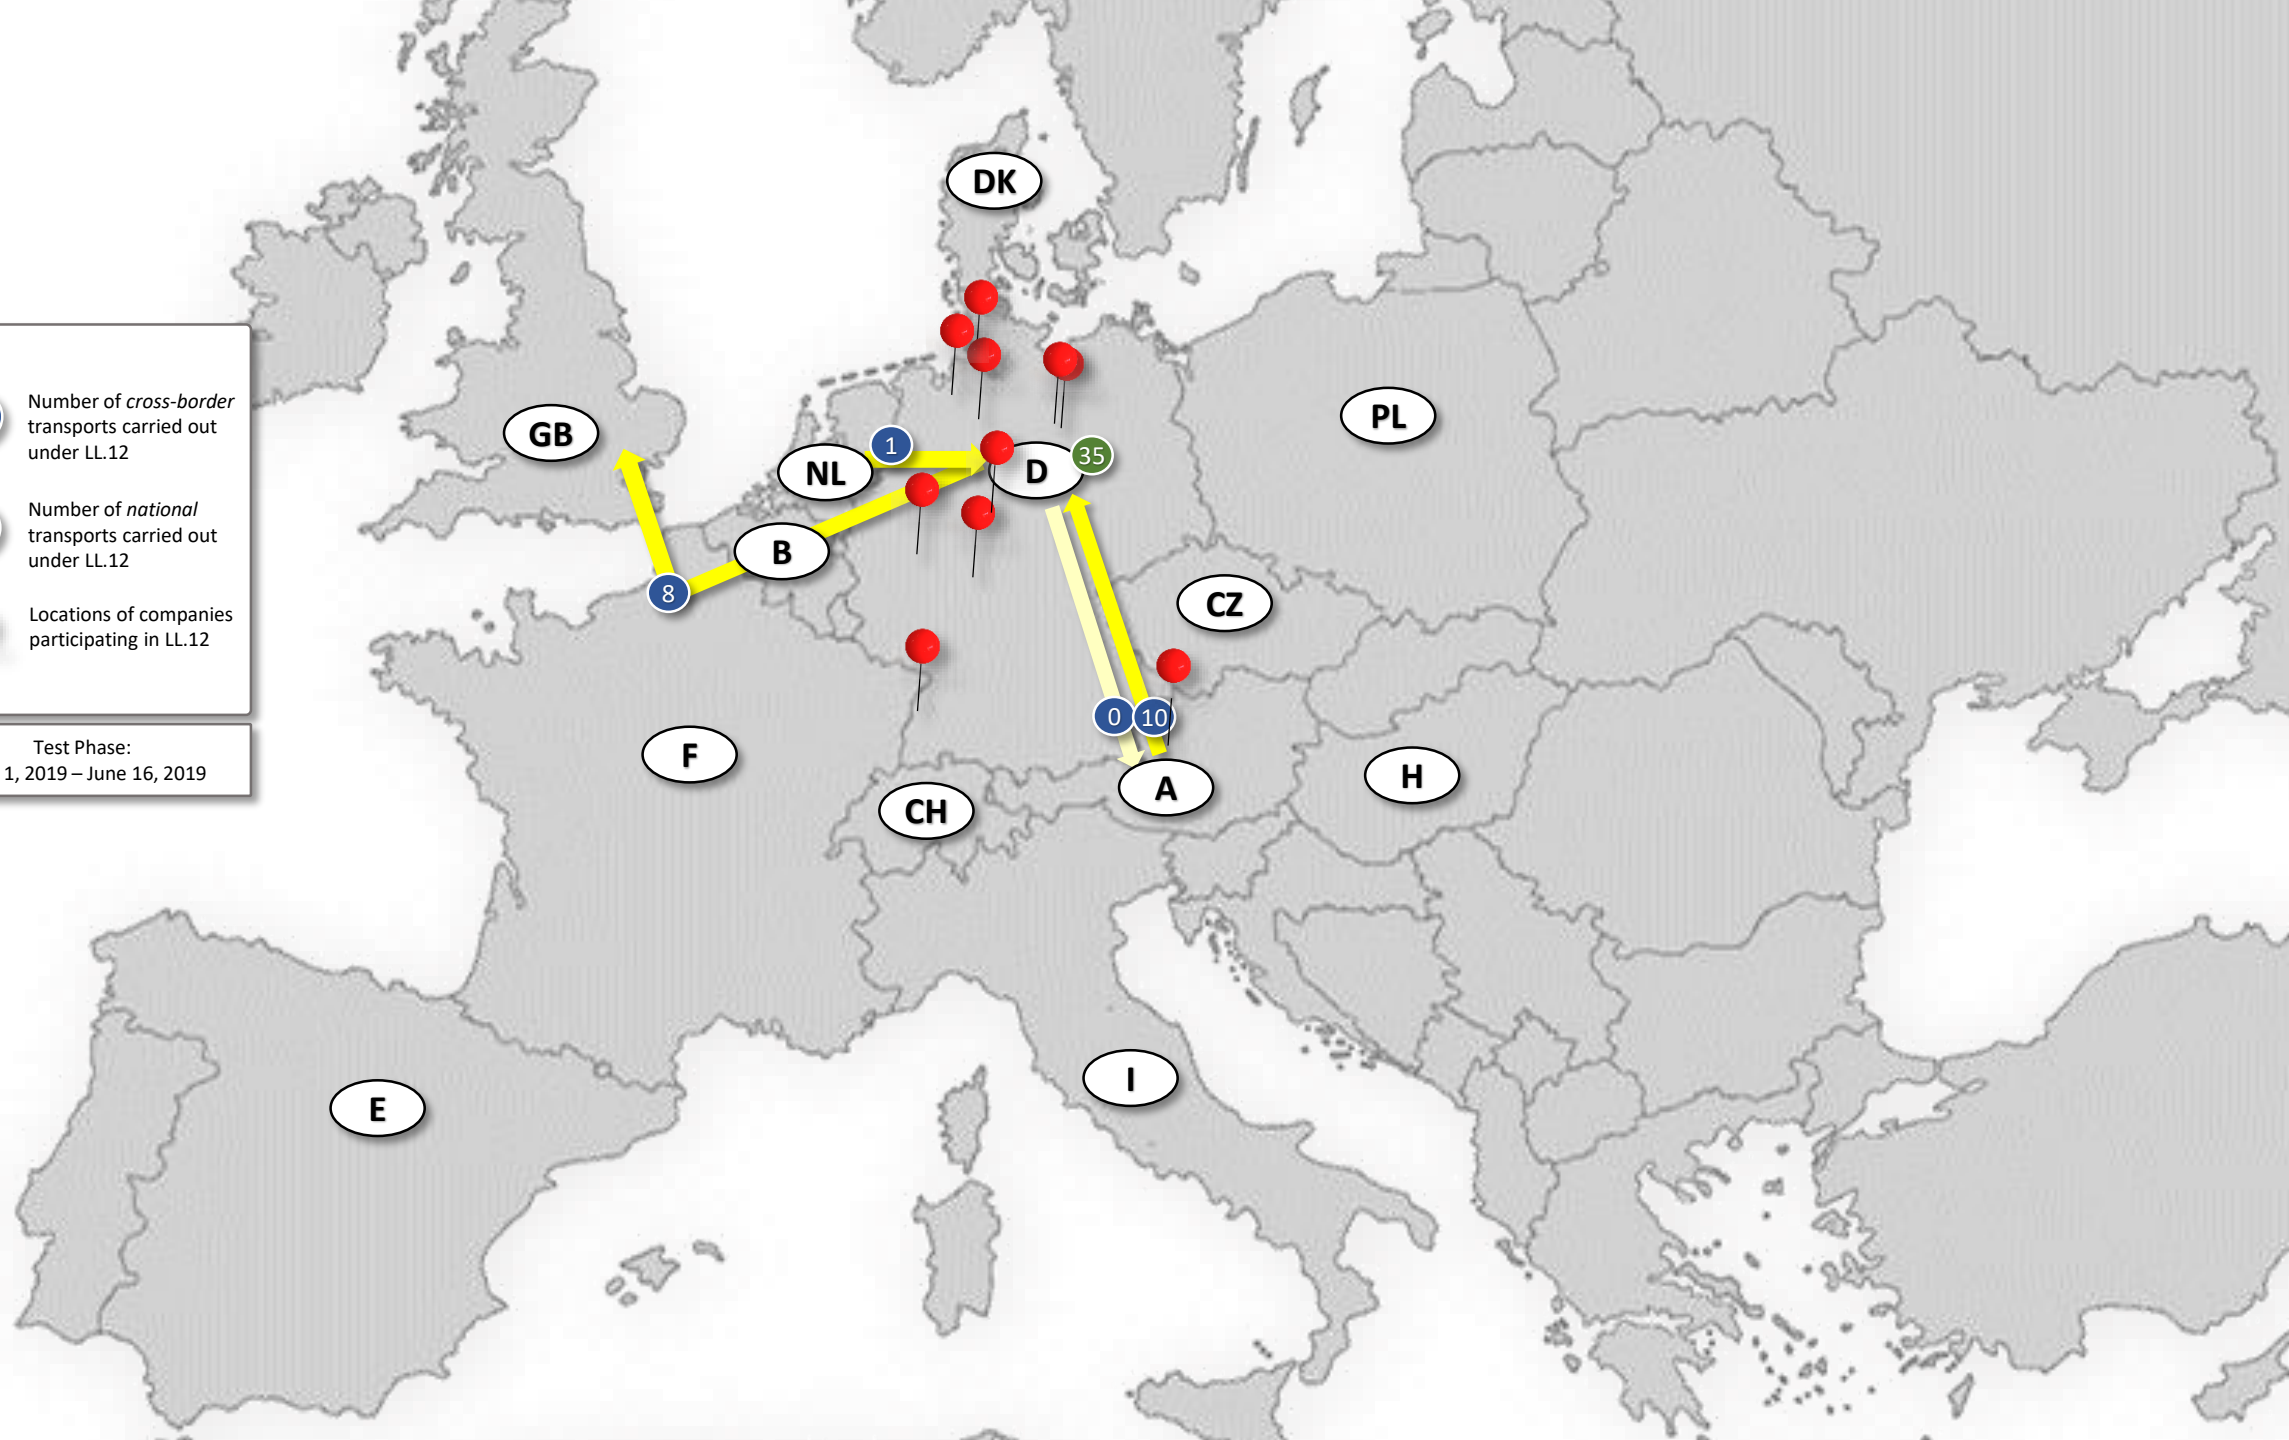 DK
Number of cross-border
transports carried out
under LL.12
GB
1
NL
D
35
PL
Number of national
transports carried out
under LL.12
B
8
CZ
Locations of companies
participating in LL.12
0
10
Test Phase:
1, 2019 – June 16, 2019
F
CH
A
H
I
E